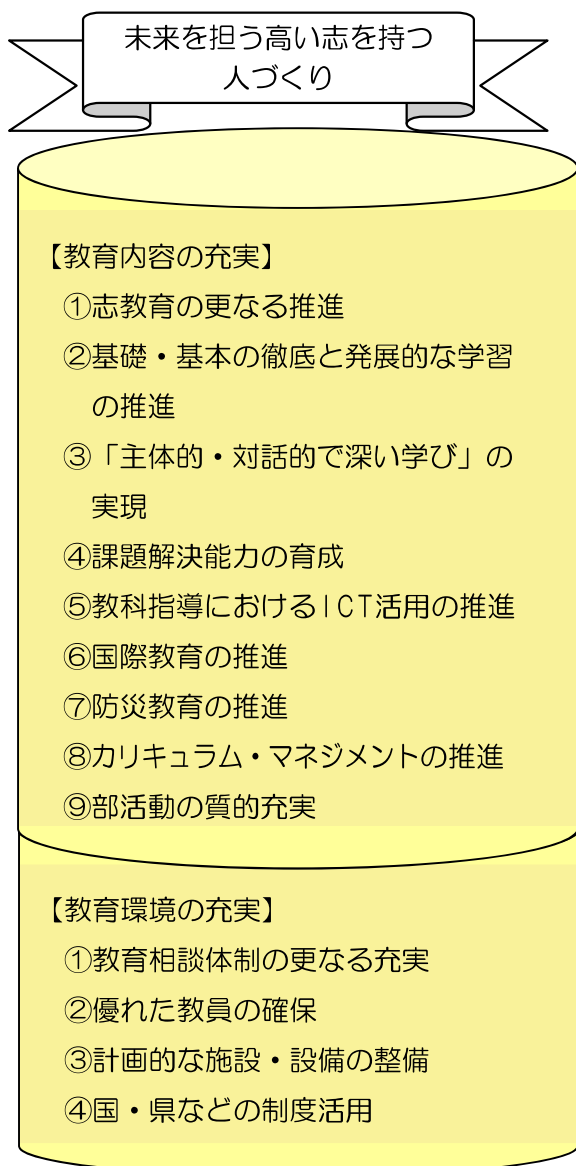 未来を担う高い志を持つ
人づくり
【教育内容の充実】
①志教育の更なる推進
②基礎・基本の徹底と発展的な学習
の推進
③「主体的・対話的で深い学び」の
実現
④課題解決能力の育成
⑤教科指導におけるICT活用の推進
⑥国際教育の推進
⑦防災教育の推進
⑧カリキュラム・マネジメントの推進
⑨部活動の質的充実
【教育環境の充実】
①教育相談体制の更なる充実
②優れた教員の確保
③計画的な施設・設備の整備
④国・県などの制度活用